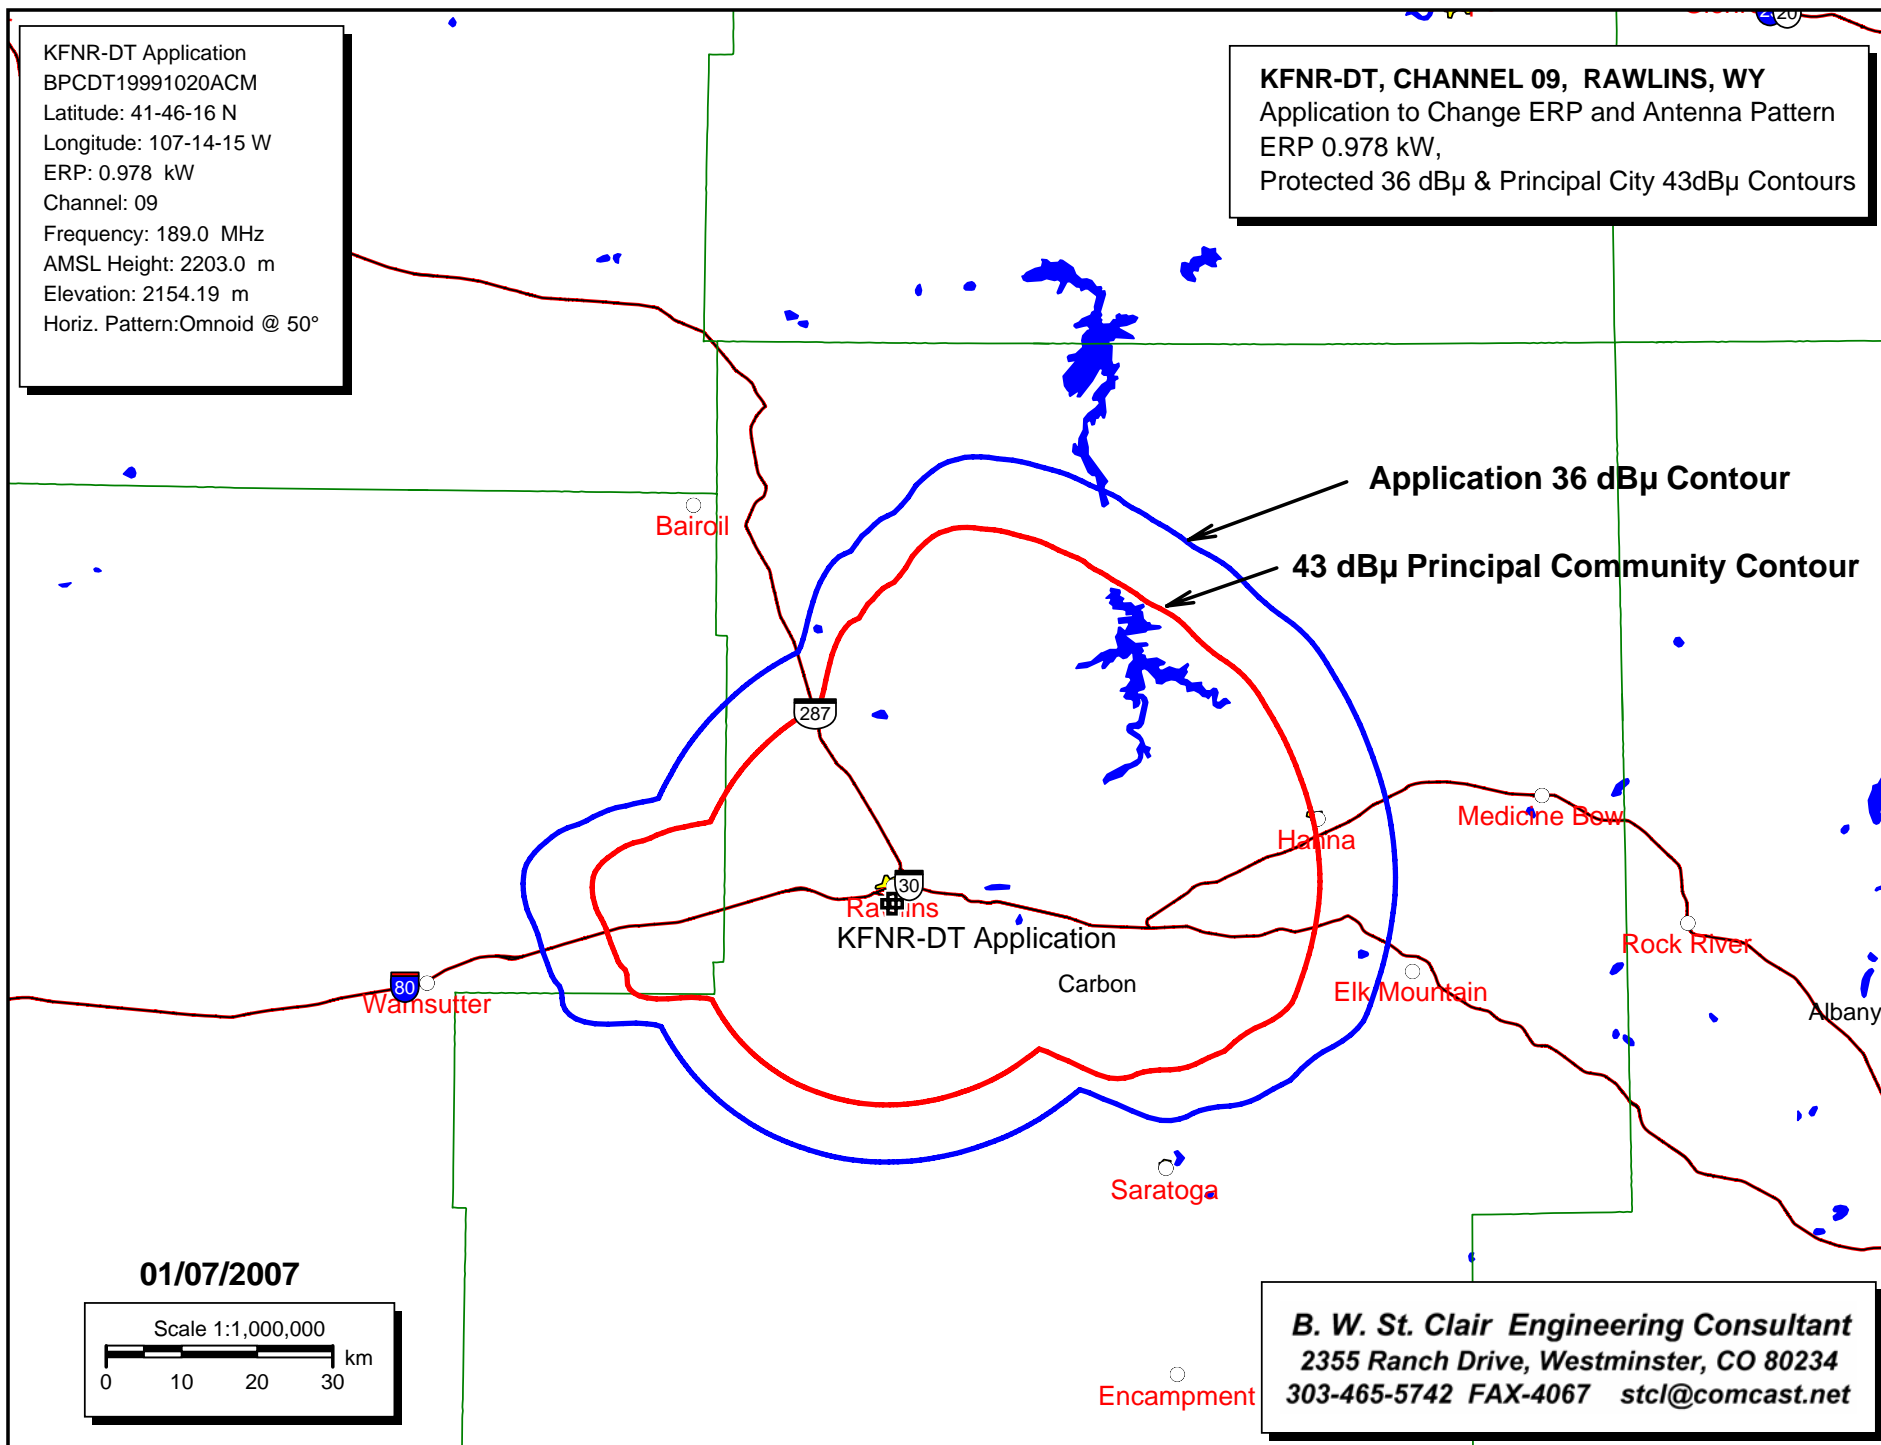 KFNR-DT Application
BPCDT19991020ACM
Latitude: 41-46-16 N
Longitude: 107-14-15 W
ERP: 0.978 kW
Channel: 09
Frequency: 189.0 MHz
AMSL Height: 2203.0 m
Elevation: 2154.19 m
Horiz. Pattern:Omnoid @ 50°
20
KFNR-DT, CHANNEL 09, RAWLINS, WY
Application to Change ERP and Antenna Pattern
ERP 0.978 kW,
Protected 36 dBµ & Principal City 43dBµ Contours
Application 36 dBµ Contour
Bairoil
43 dBµ Principal Community Contour
287
Medicine Bow
Hanna
30
Rawlins
KFNR-DT Application
Rock River
Carbon
80
Wamsutter
Elk Mountain
Albany
Saratoga
01/07/2007
Scale 1:1,000,000
km
0 10 20 30
Encampment
B. W. St. Clair Engineering Consultant
2355 Ranch Drive, Westminster, CO 80234
303-465-5742 FAX-4067 stcl@comcast.net